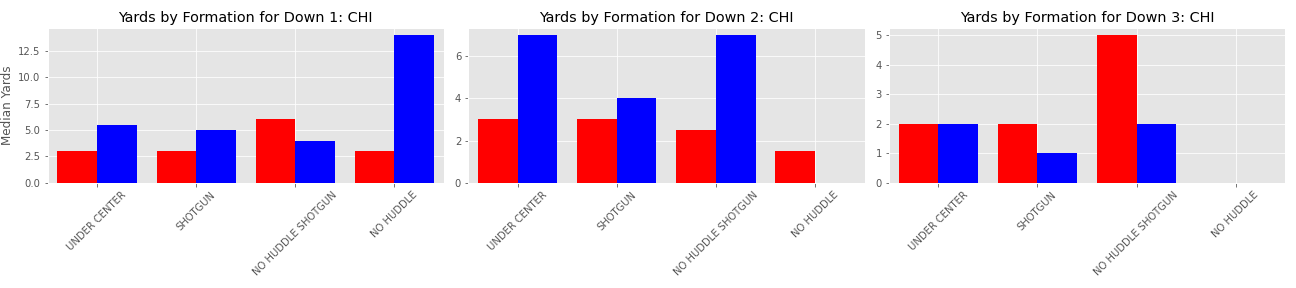 Yards by Formation for Down 1: CHI
Median Yards
12.5
10.0
7.5
5.0
2.5
0.0
UNDER CENTER
SHOTGUN
NO HUDDLE SHOTGUN
NO HUDDLE
Yards by Formation for Down 2: CHI
6
4
2
0
UNDER CENTER
SHOTGUN
NO HUDDLE SHOTGUN
NO HUDDLE
Yards by Formation for Down 3: CHI
5
4
3
2
1
0
UNDER CENTER
SHOTGUN
NO HUDDLE SHOTGUN
NO HUDDLE